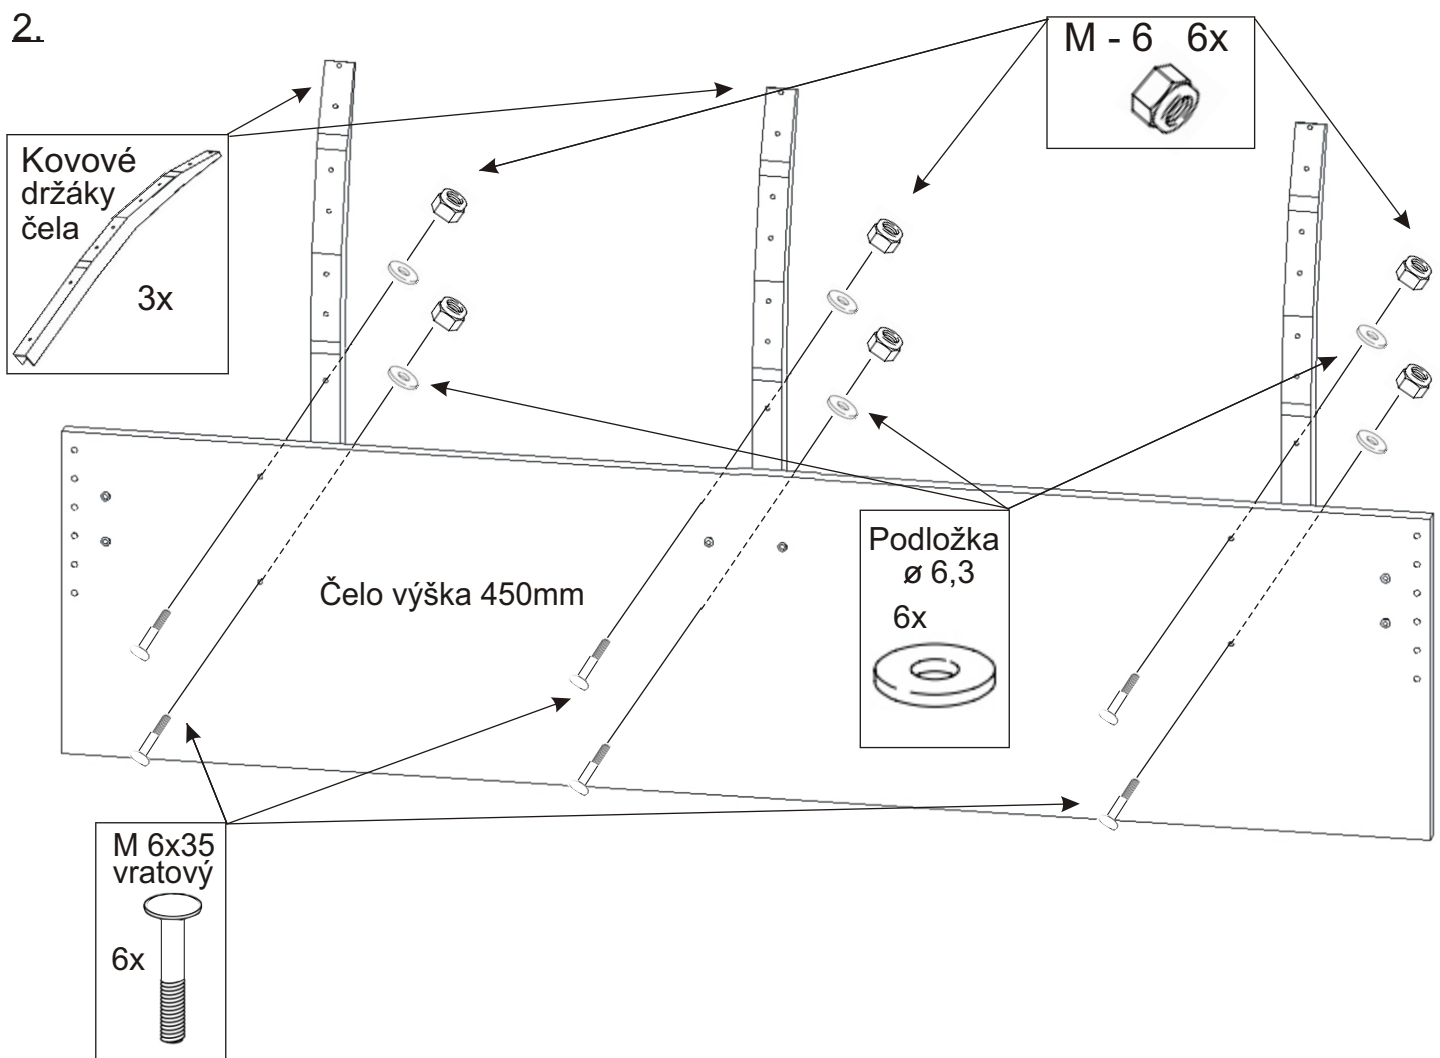 2.
M - 6 6x
Kovové
držáky
čela
3x
Podložka
ø 6,3
6x
Čelo výška 450mm
M 6x35
vratový
6x